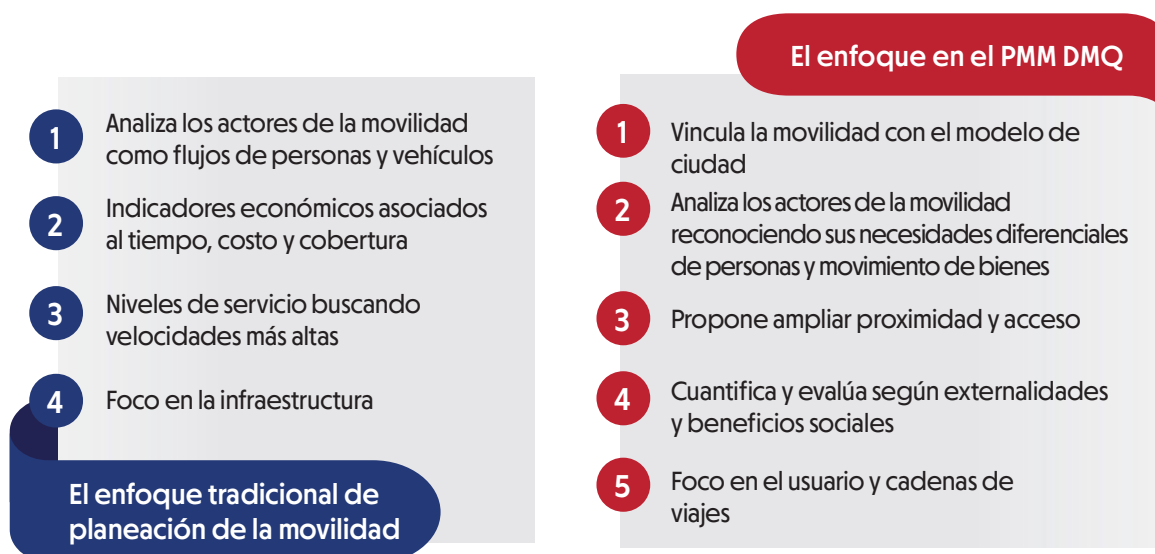 1
Analiza los actores de la movilidad
como flujos de personas y vehículos
2
Indicadores económicos asociados
al tiempo, costo y cobertura
3
Niveles de servicio buscando
velocidades más altas
4
Foco en la infraestructura
El enfoque tradicional de
planeación de la movilidad
El enfoque en el PMM DMQ
1
Vincula la movilidad con el modelo de
ciudad
2
Analiza los actores de la movilidad
reconociendo sus necesidades diferenciales
de personas y movimiento de bienes
3
Propone ampliar proximidad y acceso
4
Cuantifica y evalúa según externalidades
y beneficios sociales
5
Foco en el usuario y cadenas de
viajes